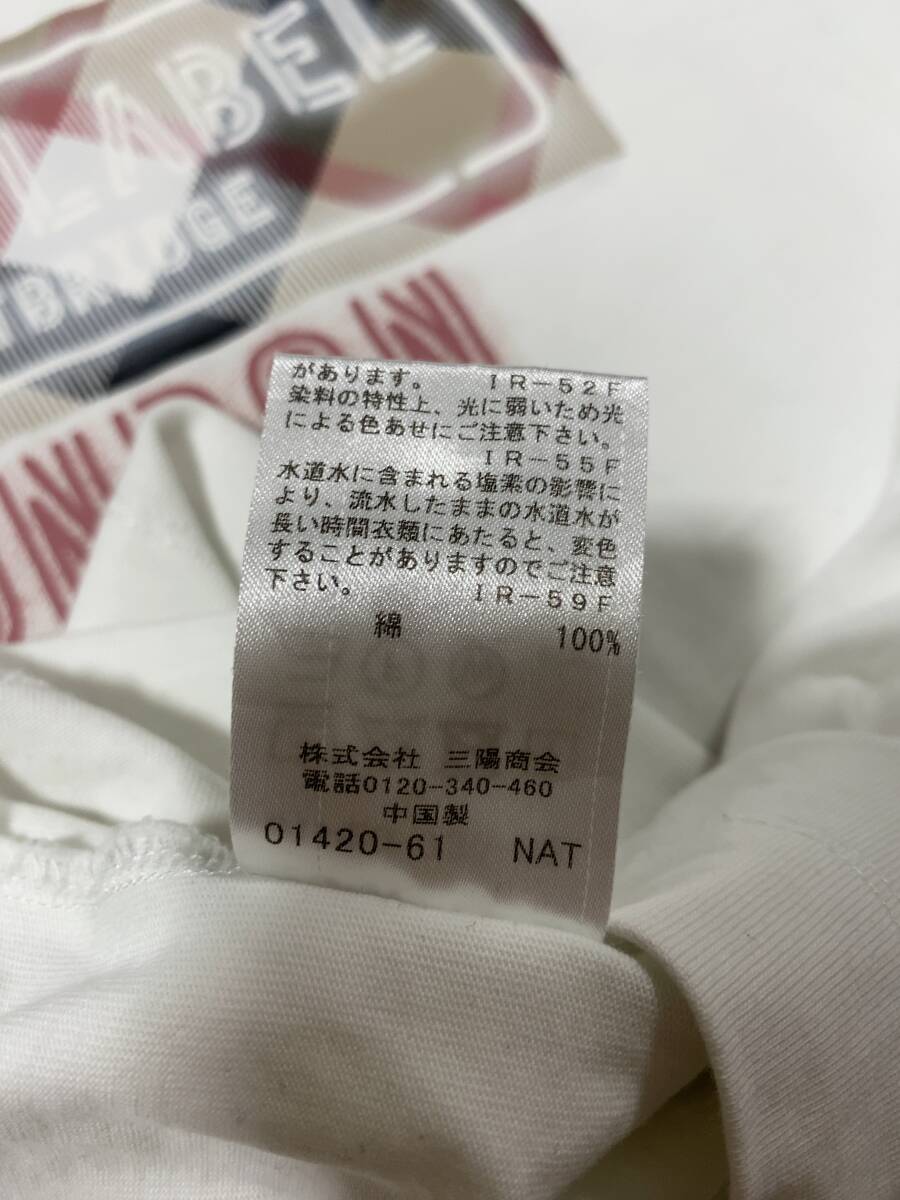 LABEL
TBRIDGE
があります。 IR-52F
染料の特性上、光に弱いため光
による色あせにご注意下さい。
IR-55F
水道水に含まれる塩素の影響に
より、流水したままの水道水が
長い時間衣類にあたると、変色
することがありますのでご注意
下さい。 IR-59F
綿 100%
株式会社 三陽商会
電話0120-340-460
中国製
01420-61 NAT